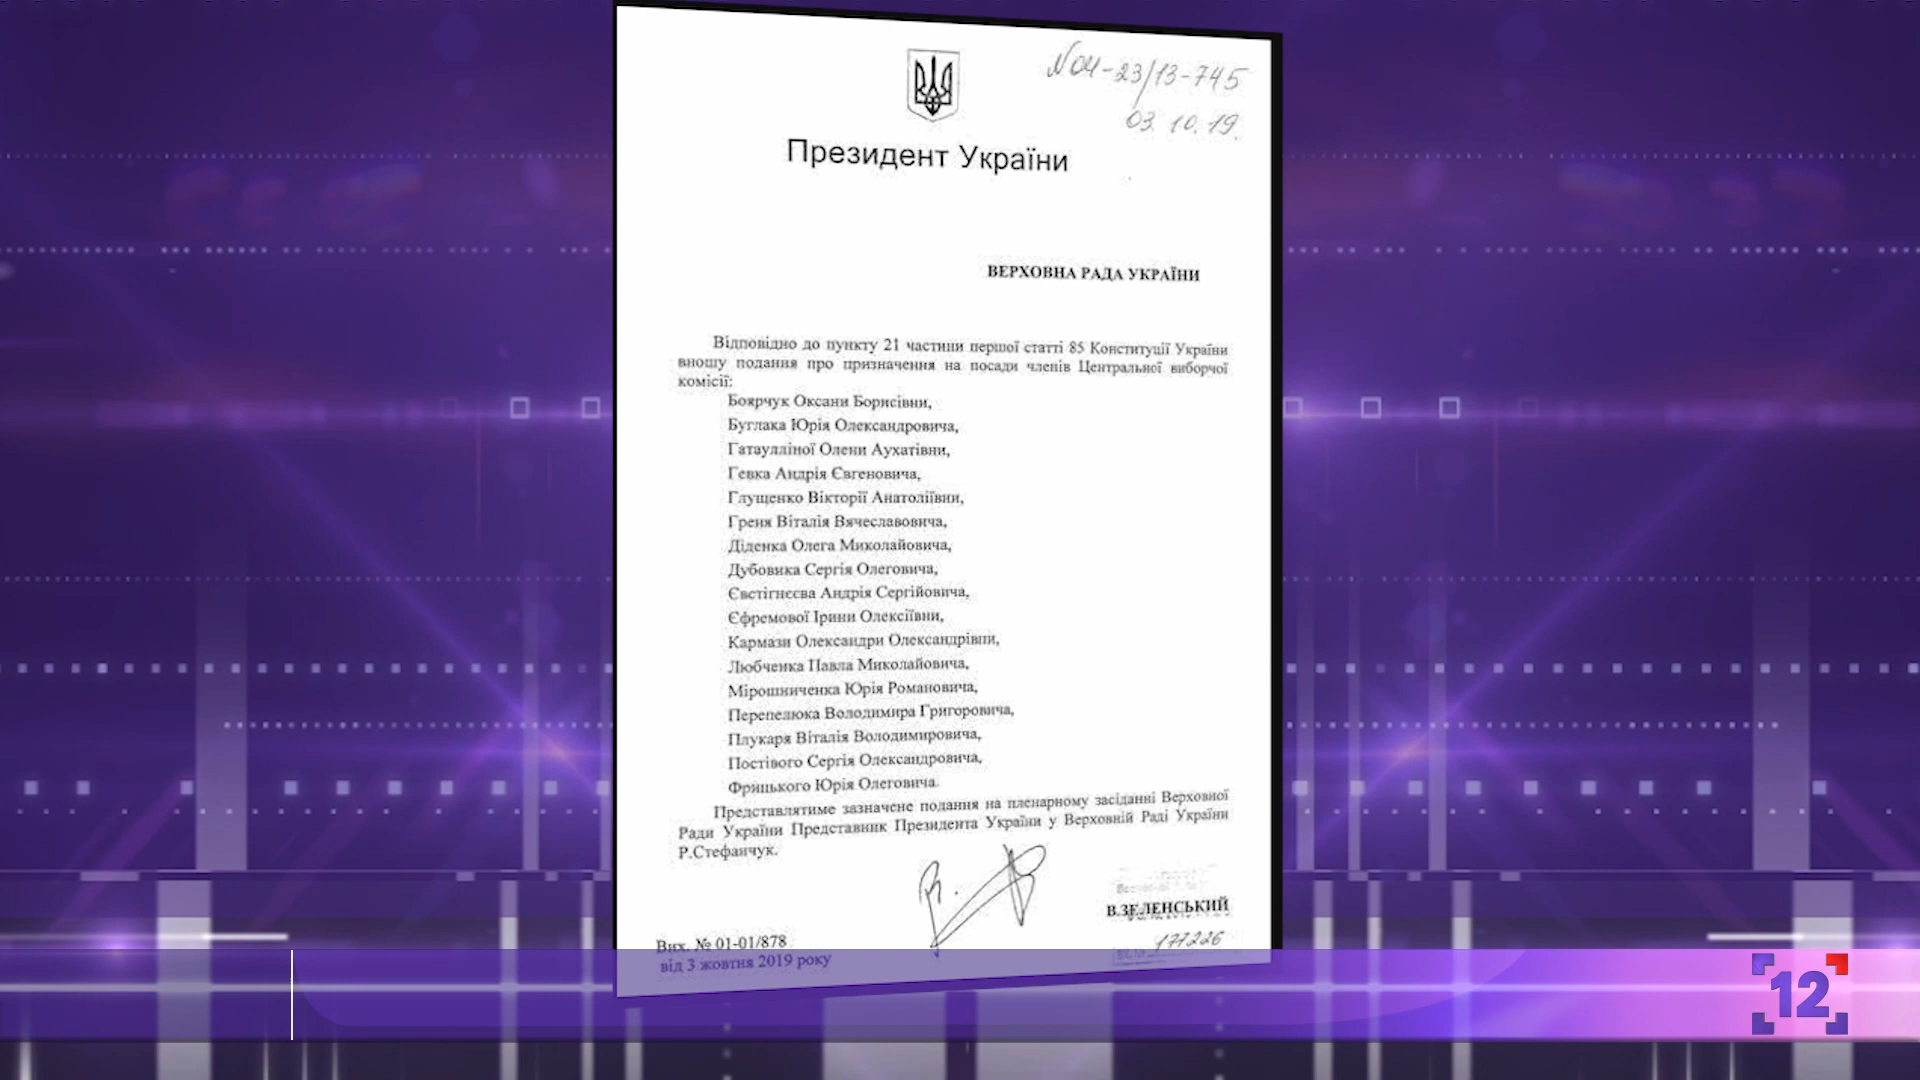 №04-23/13-745
03.10.19.
Президент України
ВЕРХОВНА РАДА УКРАЇНИ
Відповідно до пункту 21 частини першої статті 85 Конституції України
вношу подання про призначення на посади членів Центральної виборчої
комісії:
Боярчук Оксани Борисівни,
Буглака Юрія Олександровича,
Гатаулліної Олени Аухатівни,
Гевка Андрія Євгеновича,
Глущенко Вікторії Анатоліївни,
Греня Віталія Вячеславовича,
Діденка Олега Миколайовича,
Дубовика Сергія Олеговича,
Євстігнєєва Андрія Сергійовича,
Єфремової Ірини Олексіївни,
Кармази Олександри Олександрівни,
Любченка Павла Миколайовича,
Мірошниченка Юрія Романовича,
Перепелюка Володимира Григоровича,
Плукаря Віталія Володимировича,
Постівого Сергія Олександровича,
Фрицького Юрія Олеговича.
Представлятиме зазначене подання на пленарному засіданні Верховної
Ради України Представник Президента України у Верховній Раді України
Р.Стефанчук.
В.ЗЕЛЕНСЬКИЙ
Вих. № 01-01/878
177226
від 3 жовтня 2019 року
12